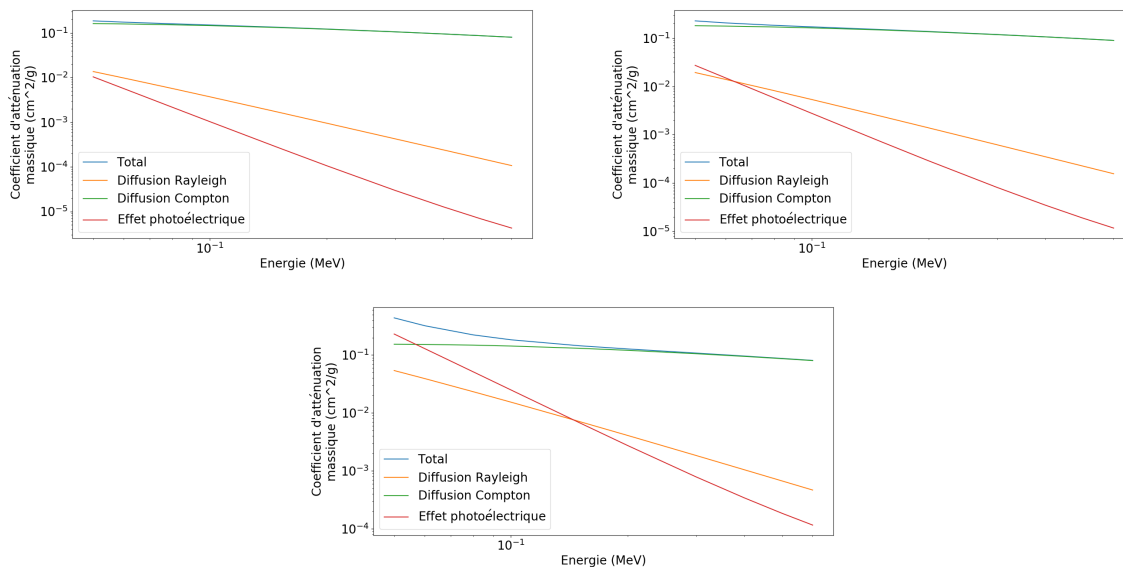 Coefficient d'atténuation
massique (cm^2/g)
10^{-1}
10^{-2}
10^{-3}
10^{-4}
10^{-5}
Total
Diffusion Rayleigh
Diffusion Compton
Effet photoélectrique
10^{-1}
Energie (MeV)
Coefficient d'atténuation
massique (cm^2/g)
10^{-1}
10^{-2}
10^{-3}
10^{-4}
10^{-5}
Total
Diffusion Rayleigh
Diffusion Compton
Effet photoélectrique
10^{-1}
Energie (MeV)
Coefficient d'atténuation
massique (cm^2/g)
10^{-1}
10^{-2}
10^{-3}
10^{-4}
Total
Diffusion Rayleigh
Diffusion Compton
Effet photoélectrique
10^{-1}
Energie (MeV)